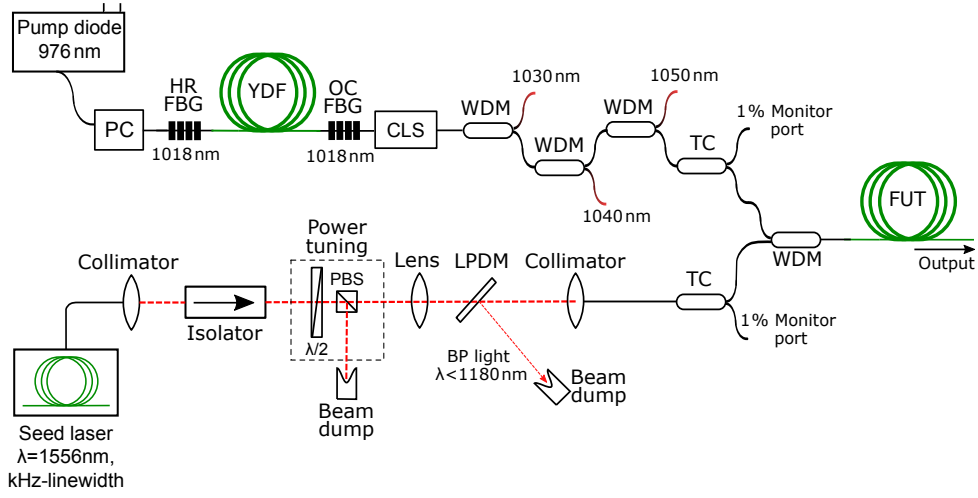 Pump diode
976 nm
PC
HR
FBG
1018 nm
YDF
OC
FBG
1018 nm
CLS
WDM
1030 nm
WDM
1040 nm
WDM
1050 nm
TC
1% Monitor
port
FUT
WDM
Output
Collimator
Isolator
Power
tuning
PBS
λ/2
Beam
dump
Lens
LPDM
BP light
λ<1180nm
Beam
dump
Collimator
TC
1% Monitor
port
Seed laser
λ=1556nm,
kHz-linewidth